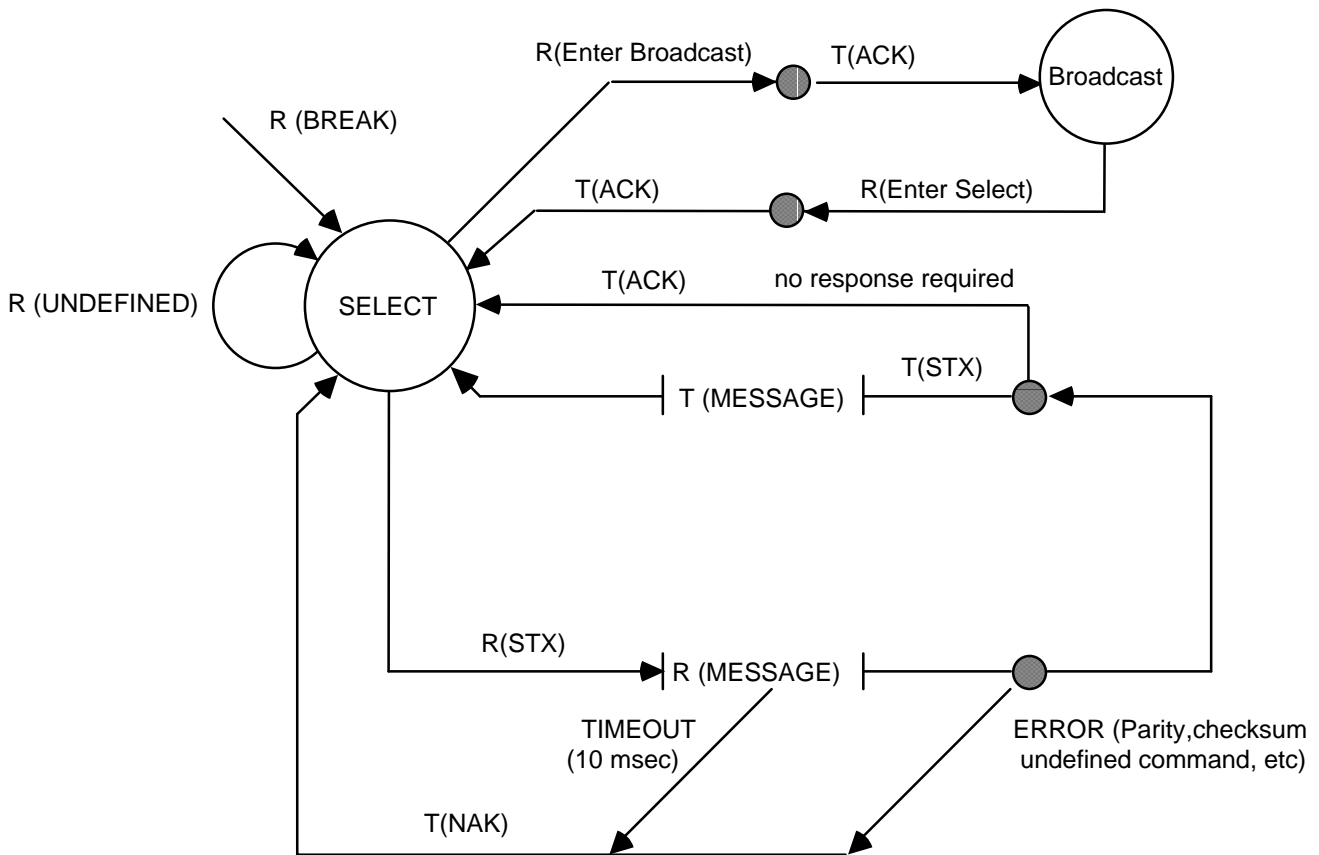 R(Enter Broadcast)
T(ACK)
Broadcast
R (BREAK)
T(ACK)
R(Enter Select)
T(ACK)
no response required
R (UNDEFINED)
SELECT
T(STX)
T (MESSAGE)
R(STX)
R (MESSAGE)
TIMEOUT
(10 msec)
ERROR (Parity,checksum
undefined command, etc)
T(NAK)